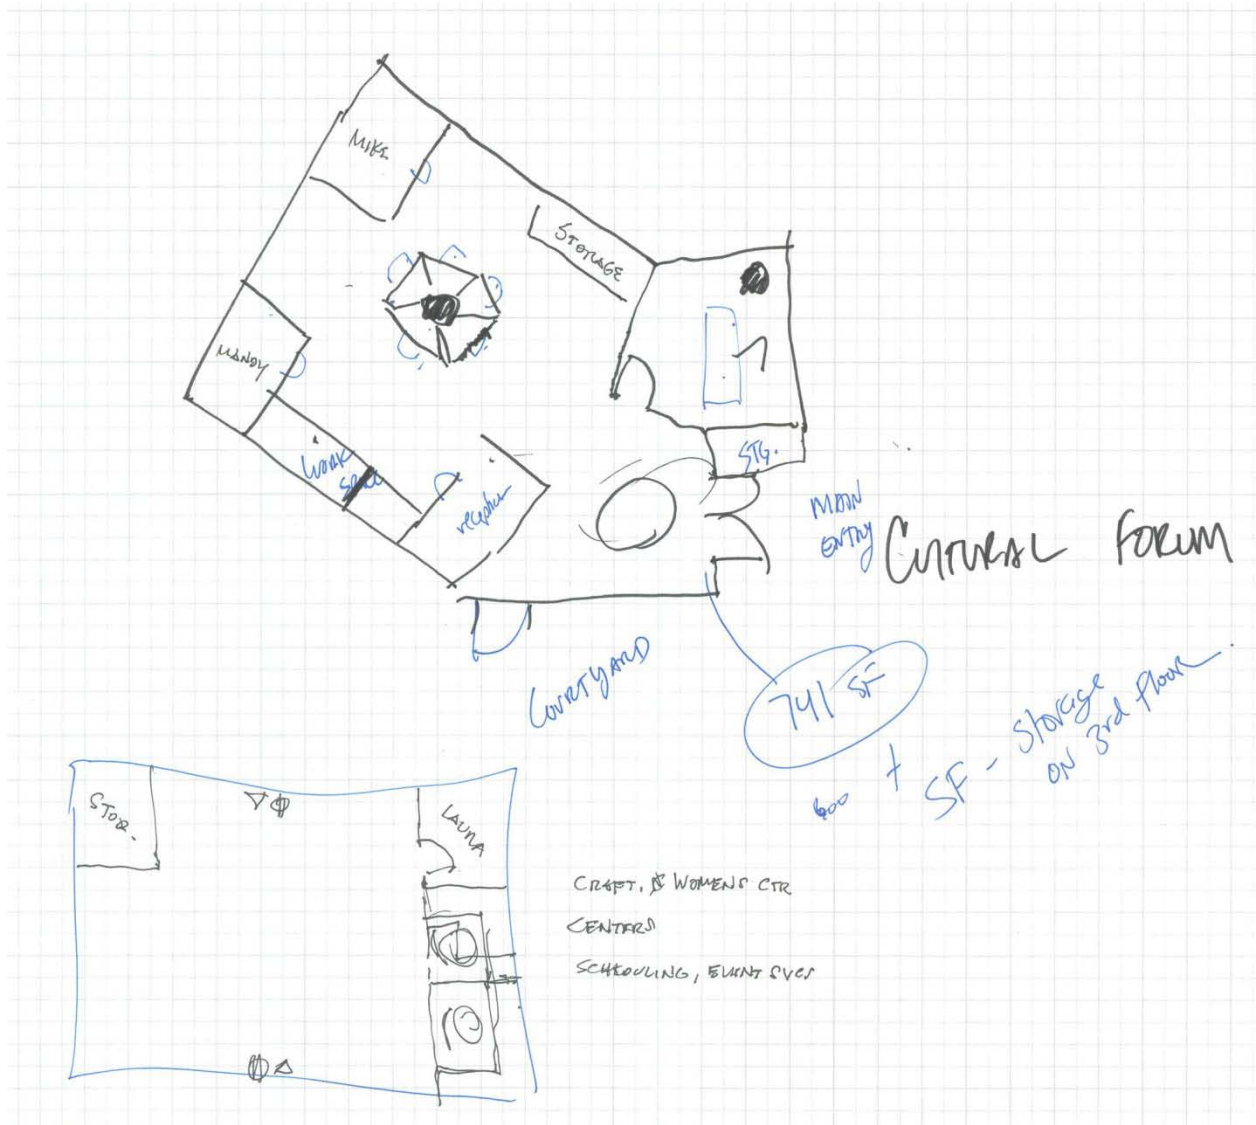 MIKE
STORAGE
MANDY
WORK
SPACE
reception
STG.
MAIN
ENTRY
CULTURAL FORUM
COURTYARD
741 SF
+
600 SF - Storage
ON 3rd floor.
STOR.
LAURA
CRAFT, & WOMENS CTR
CENTERS
SCHEDULING, EVENT SVCS